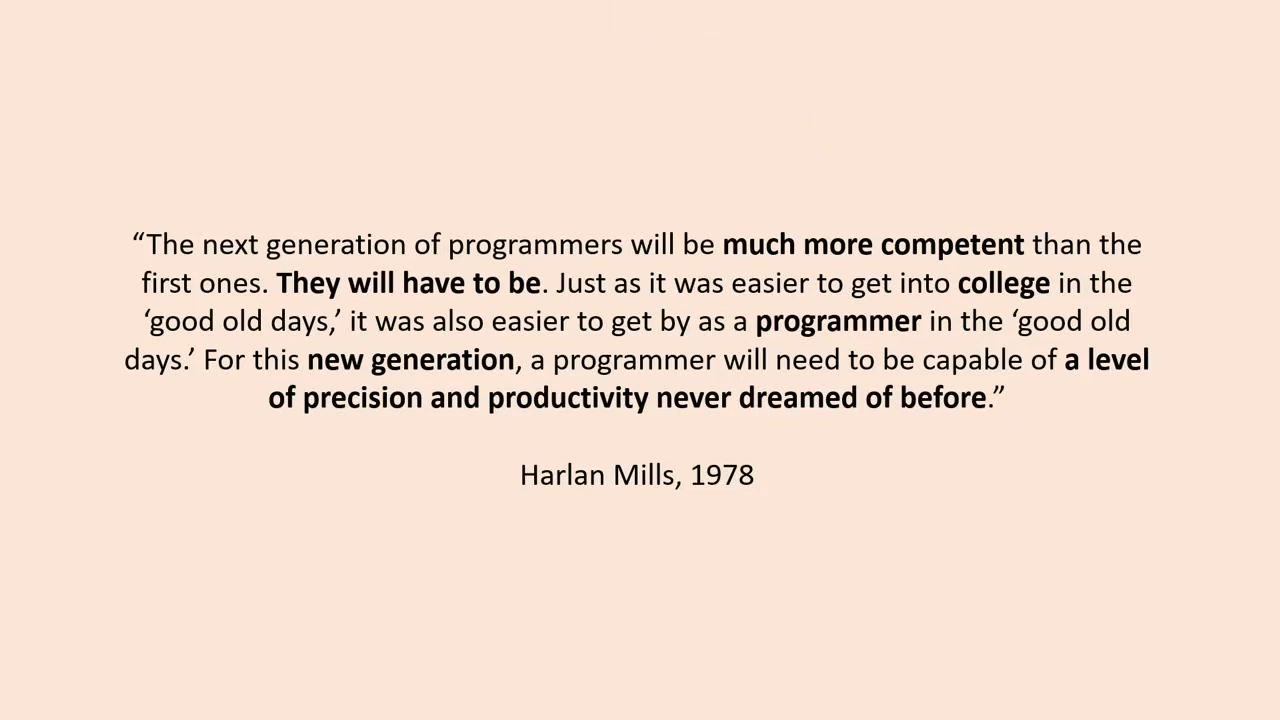 “The next generation of programmers will be much more competent than the
first ones. They will have to be. Just as it was easier to get into college in the
‘good old days,’ it was also easier to get by as a programmer in the ‘good old
days.’ For this new generation, a programmer will need to be capable of a level
of precision and productivity never dreamed of before.”
Harlan Mills, 1978